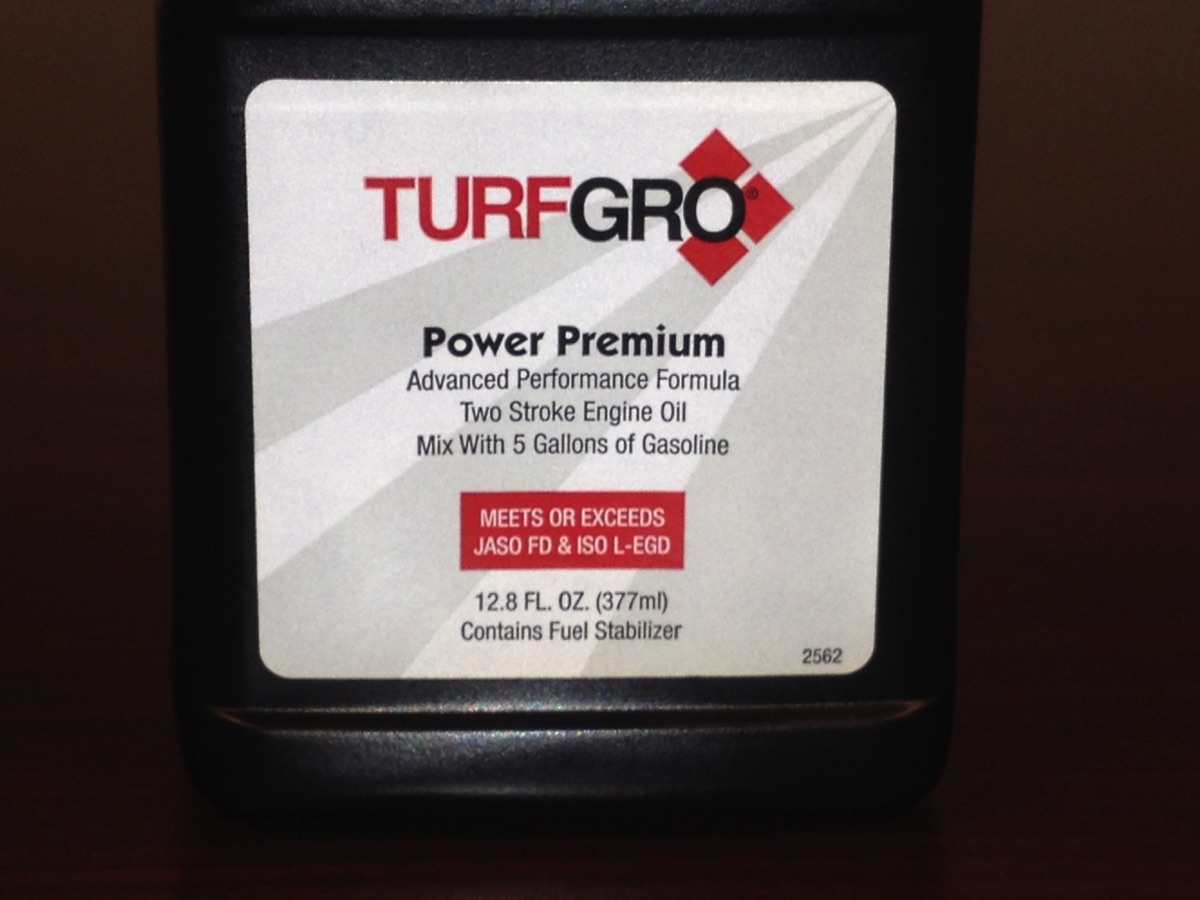 TURFGRO®
Power Premium
Advanced Performance Formula
Two Stroke Engine Oil
Mix With 5 Gallons of Gasoline
MEETS OR EXCEEDS
JASO FD & ISO L-EGD
12.8 FL. OZ. (377ml)
Contains Fuel Stabilizer
2562